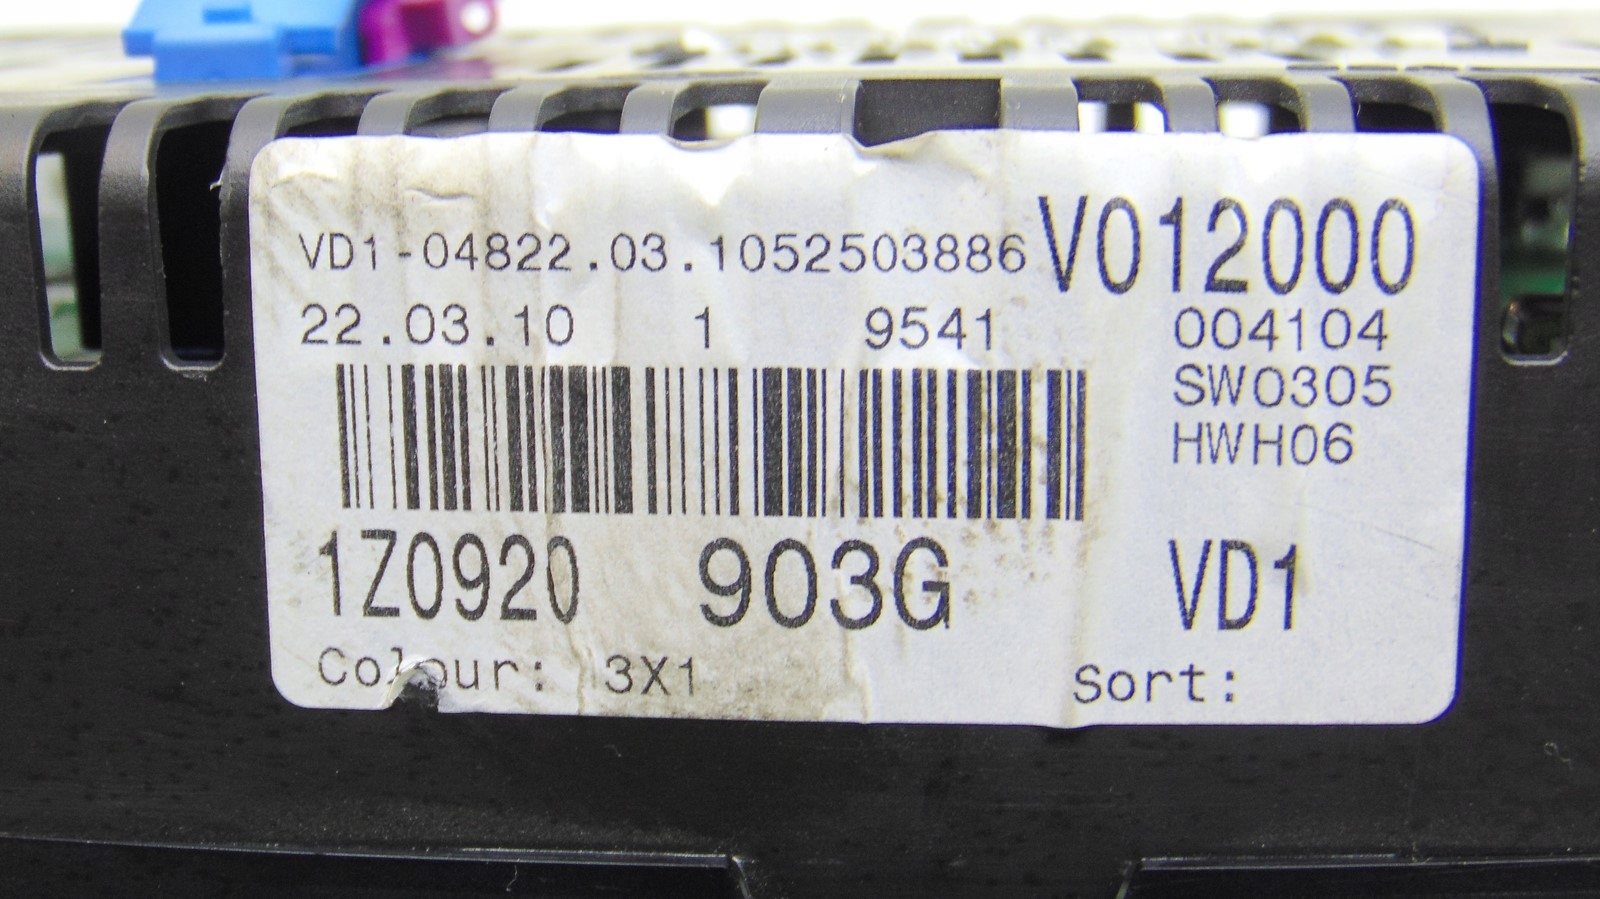 VD1-04822.03.1052503886 V012000
22.03.10 1 9541 004104
SW0305
HWH06
1Z0920 903G VD1
Colour: 3X1 Sort: